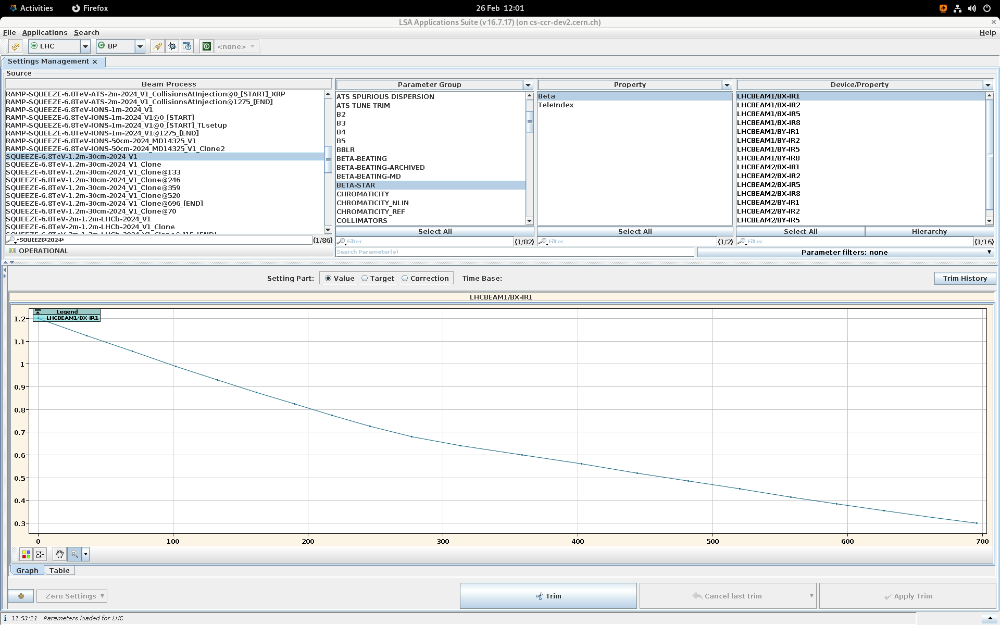 Activities Firefox 26 Feb 12:01
LSA Applications Suite (v 16.7.17) (on cs-ccr-dev2.cern.ch)
File Applications Search Help
LHC BP <none>
Settings Management
Source
Beam Process
RAMP-SQUEEZE-6.8TeV-ATS-2m-2024_V1_CollisionsAtInjection@0_[START]_XRP
RAMP-SQUEEZE-6.8TeV-ATS-2m-2024_V1_CollisionsAtInjection@1275_[END]
RAMP-SQUEEZE-6.8TeV-IONS-1m-2024_V1
RAMP-SQUEEZE-6.8TeV-IONS-1m-2024_V1@0_[START]
RAMP-SQUEEZE-6.8TeV-IONS-1m-2024_V1@0_[START]_TLsetup
RAMP-SQUEEZE-6.8TeV-IONS-1m-2024_V1@1275_[END]
RAMP-SQUEEZE-6.8TeV-IONS-50cm-2024_MD14325_V1
RAMP-SQUEEZE-6.8TeV-IONS-50cm-2024_MD14325_V1_Clone2
SQUEEZE-6.8TeV-1.2m-30cm-2024_V1
SQUEEZE-6.8TeV-1.2m-30cm-2024_V1_Clone
SQUEEZE-6.8TeV-1.2m-30cm-2024_V1_Clone@133
SQUEEZE-6.8TeV-1.2m-30cm-2024_V1_Clone@246
SQUEEZE-6.8TeV-1.2m-30cm-2024_V1_Clone@359
SQUEEZE-6.8TeV-1.2m-30cm-2024_V1_Clone@520
SQUEEZE-6.8TeV-1.2m-30cm-2024_V1_Clone@696_[END]
SQUEEZE-6.8TeV-1.2m-30cm-2024_V1_Clone@70
SQUEEZE-6.8TeV-2m-1.2m-LHCb-2024_V1
SQUEEZE-6.8TeV-2m-1.2m-LHCb-2024_V1_Clone
*SQUEEZE*2024* (1/86)
OPERATIONAL
Parameter Group
ATS SPURIOUS DISPERSION
ATS TUNE TRIM
B2
B3
B4
B5
BBLR
BETA-BEATING
BETA-BEATING-ARCHIVED
BETA-BEATING-MD
BETA-STAR
CHROMATICITY
CHROMATICITY_NLIN
CHROMATICITY_REF
COLLIMATORS
Select All
Filter (1/82)
Property
Beta
TeleIndex
Select All
Filter (1/2)
Device/Property
LHCBEAM1/BX-IR1
LHCBEAM1/BX-IR2
LHCBEAM1/BX-IR5
LHCBEAM1/BX-IR8
LHCBEAM1/BY-IR1
LHCBEAM1/BY-IR2
LHCBEAM1/BY-IR5
LHCBEAM1/BY-IR8
LHCBEAM2/BX-IR1
LHCBEAM2/BX-IR2
LHCBEAM2/BX-IR5
LHCBEAM2/BX-IR8
LHCBEAM2/BY-IR1
LHCBEAM2/BY-IR2
LHCBEAM2/BY-IR5
Select All Hierarchy
Filter (1/16)
Search Parameter(s) Parameter filters: none
Setting Part: Value Target Correction Time Base: Trim History
LHCBEAM1/BX-IR1
Legend
LHCBEAM1/BX-IR1
1.2
1.1
1
0.9
0.8
0.7
0.6
0.5
0.4
0.3
0 100 200 300 400 500 600 700
Graph Table
Zero Settings Trim Cancel last trim Apply Trim
11:53:21 Parameters loaded for LHC